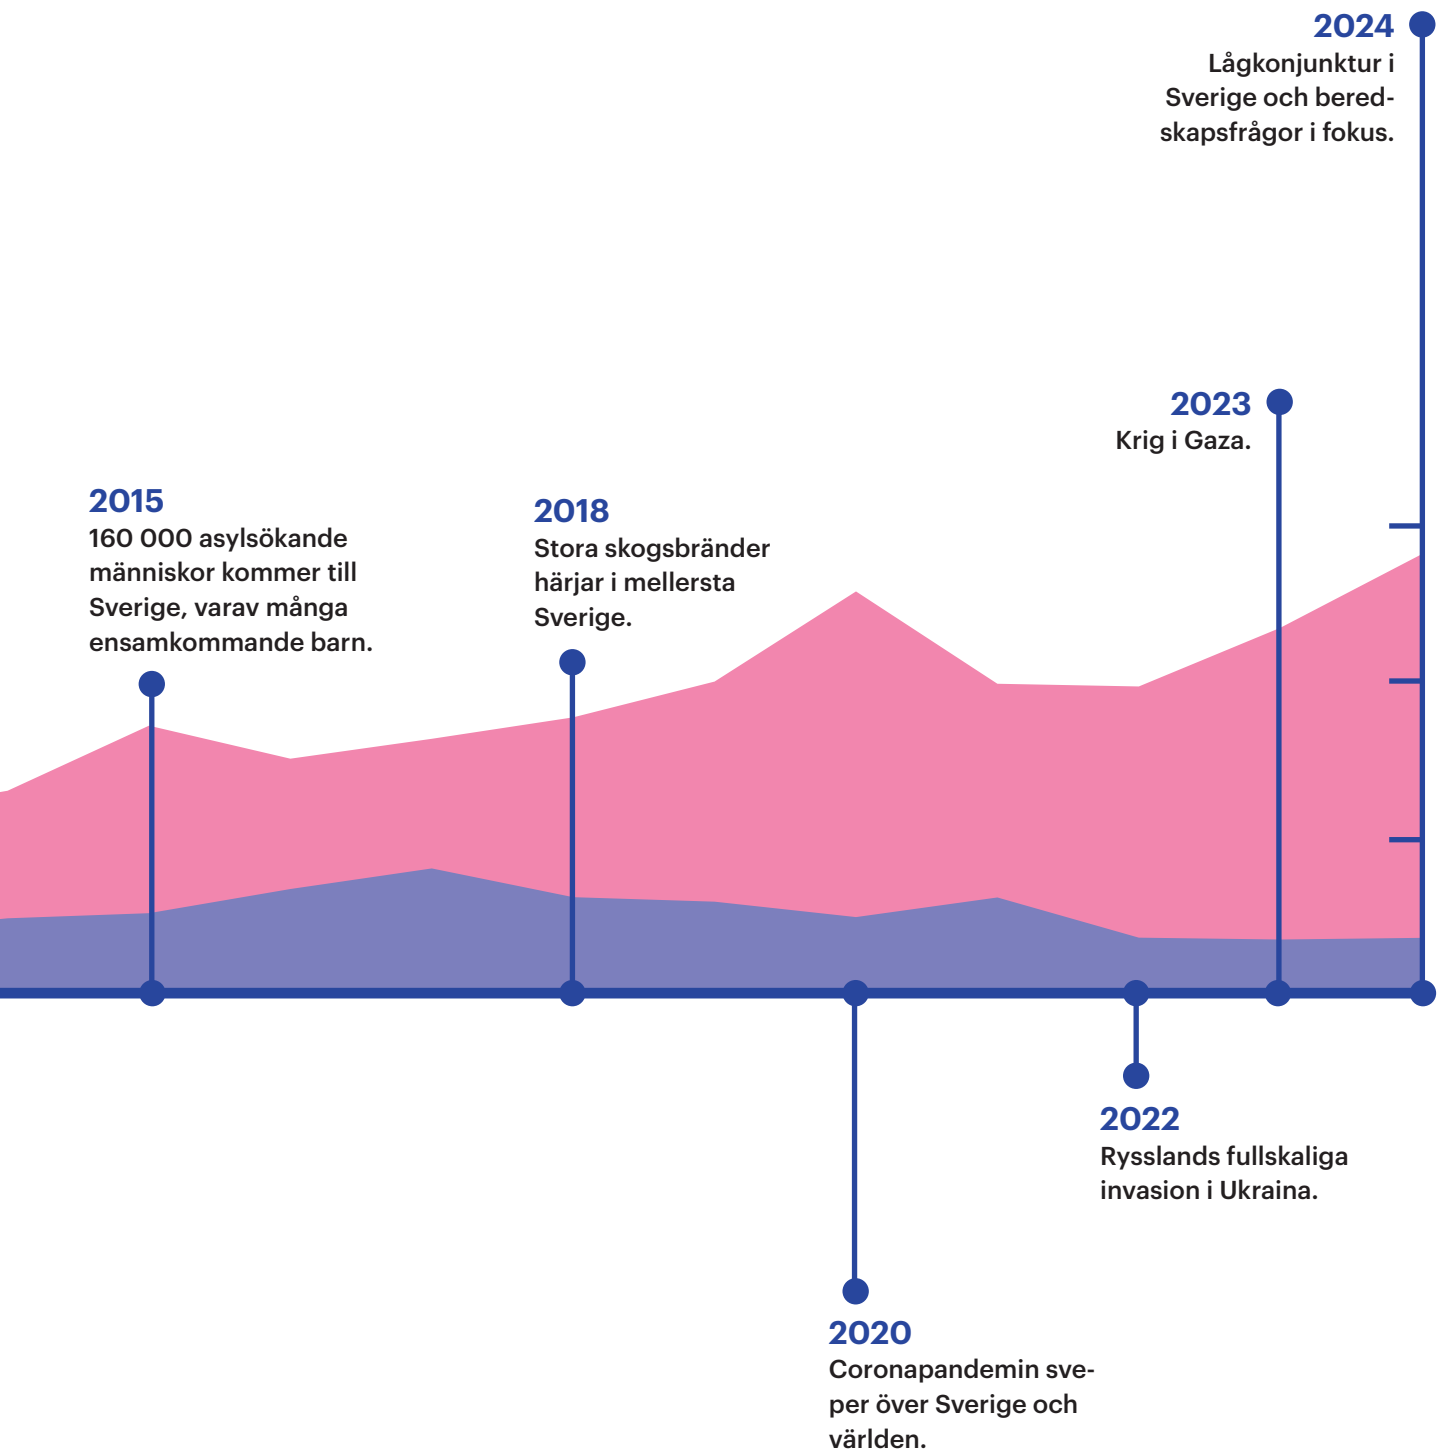 2024
Lågkonjunktur i
Sverige och bered-
skapsfrågor i fokus.
2023
Krig i Gaza.
2015
160 000 asylsökande
människor kommer till
Sverige, varav många
ensamkommande barn.
2018
Stora skogsbränder
härjar i mellersta
Sverige.
2022
Rysslands fullskaliga
invasion i Ukraina.
2020
Coronapandemin sve-
per över Sverige och
världen.